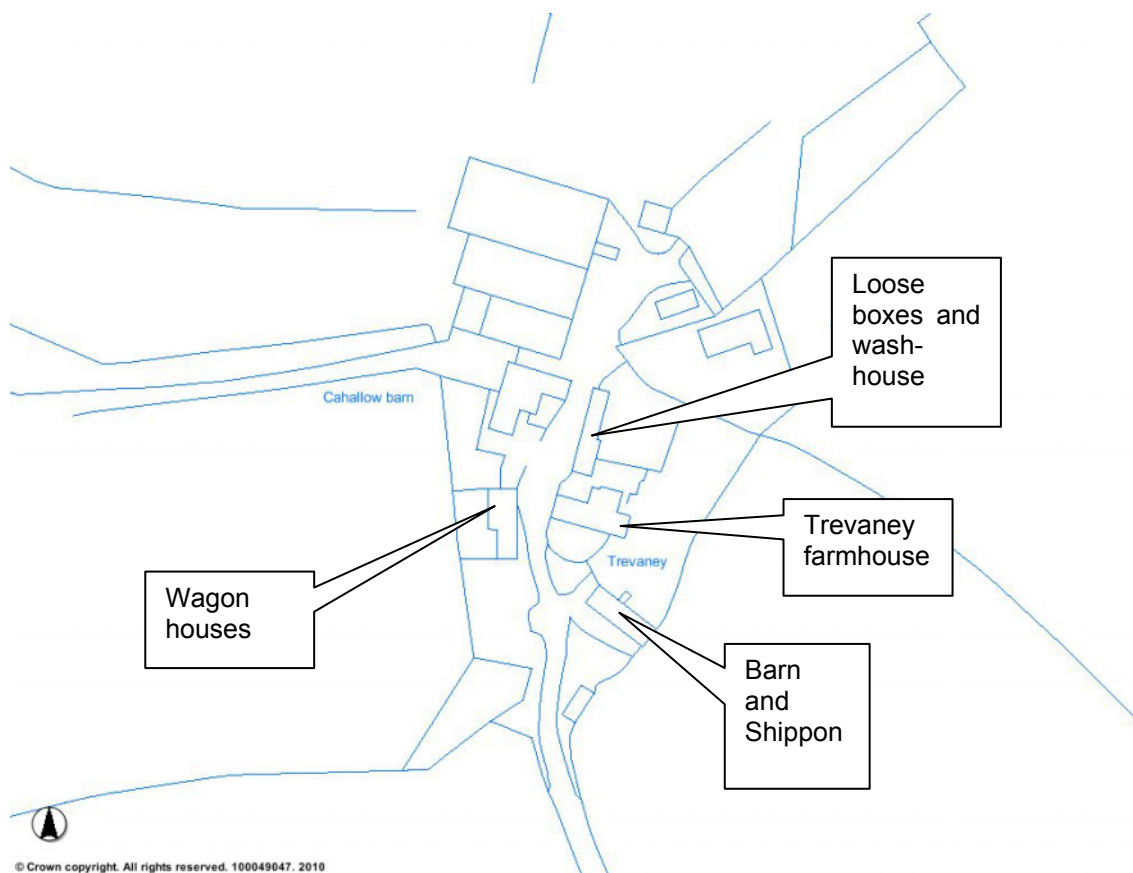 Loose
boxes and
wash-
house
Cahallow barn
Trevaney
farmhouse
Trevaney
Wagon
houses
Barn
and
Shippon
© Crown copyright. All rights reserved. 100049047. 2010